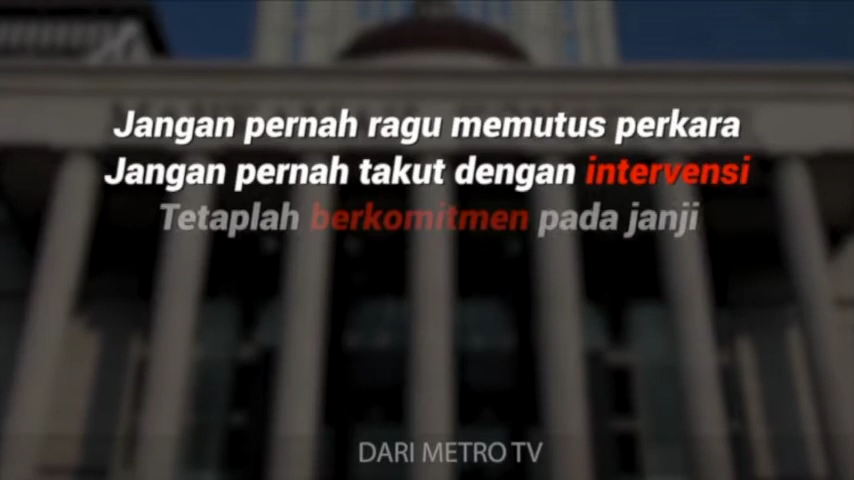 Jangan pernah ragu memutus perkara
Jangan pernah takut dengan intervensi
Tetaplah berkomitmen pada janji
DARI METRO TV